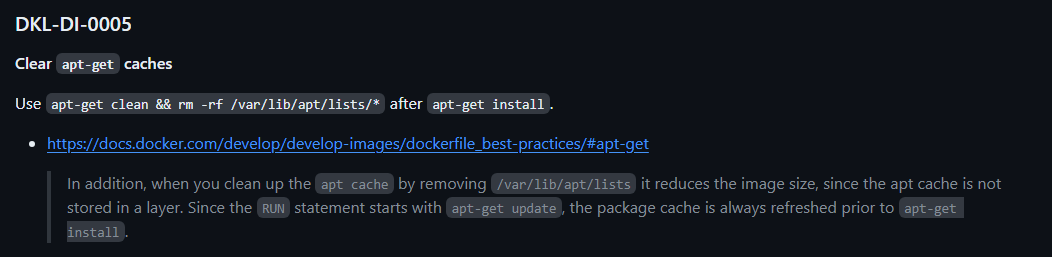 DKL-DI-0005
Clear apt-get caches
Use apt-get clean && rm -rf /var/lib/apt/lists/* after apt-get install.
• https://docs.docker.com/develop/develop-images/dockerfile_best-practices/#apt-get
In addition, when you clean up the apt cache by removing /var/lib/apt/lists it reduces the image size, since the apt cache is not
stored in a layer. Since the RUN statement starts with apt-get update, the package cache is always refreshed prior to apt-get
install.